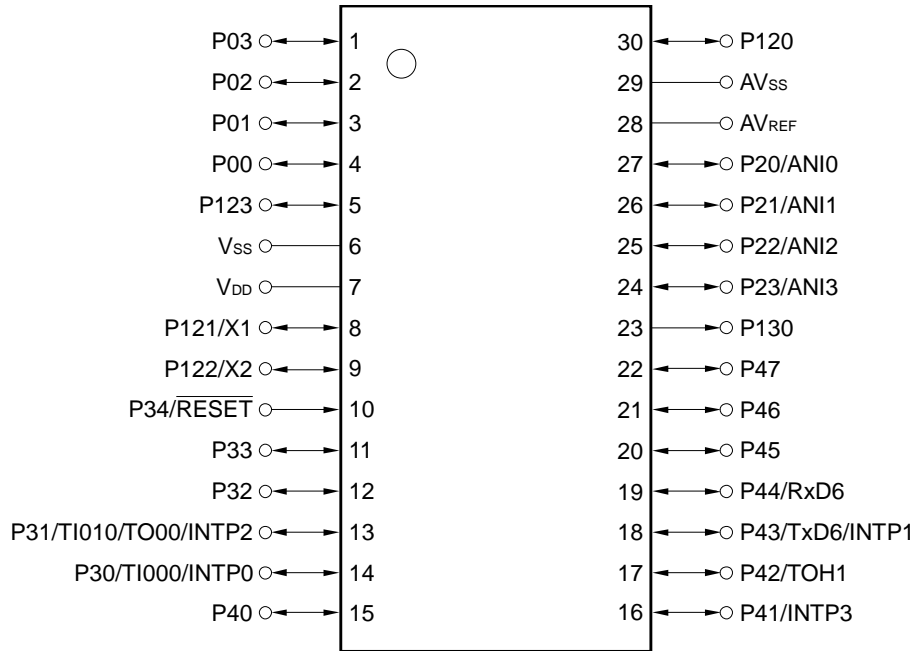 P03 1 30 P120
P02 2 29 AVSS
P01 3 28 AVREF
P00 4 27 P20/ANI0
P123 5 26 P21/ANI1
VSS 6 25 P22/ANI2
VDD 7 24 P23/ANI3
P121/X1 8 23 P130
P122/X2 9 22 P47
P34/RESET 10 21 P46
P33 11 20 P45
P32 12 19 P44/RxD6
P31/TI010/TO00/INTP2 13 18 P43/TxD6/INTP1
P30/TI000/INTP0 14 17 P42/TOH1
P40 15 16 P41/INTP3